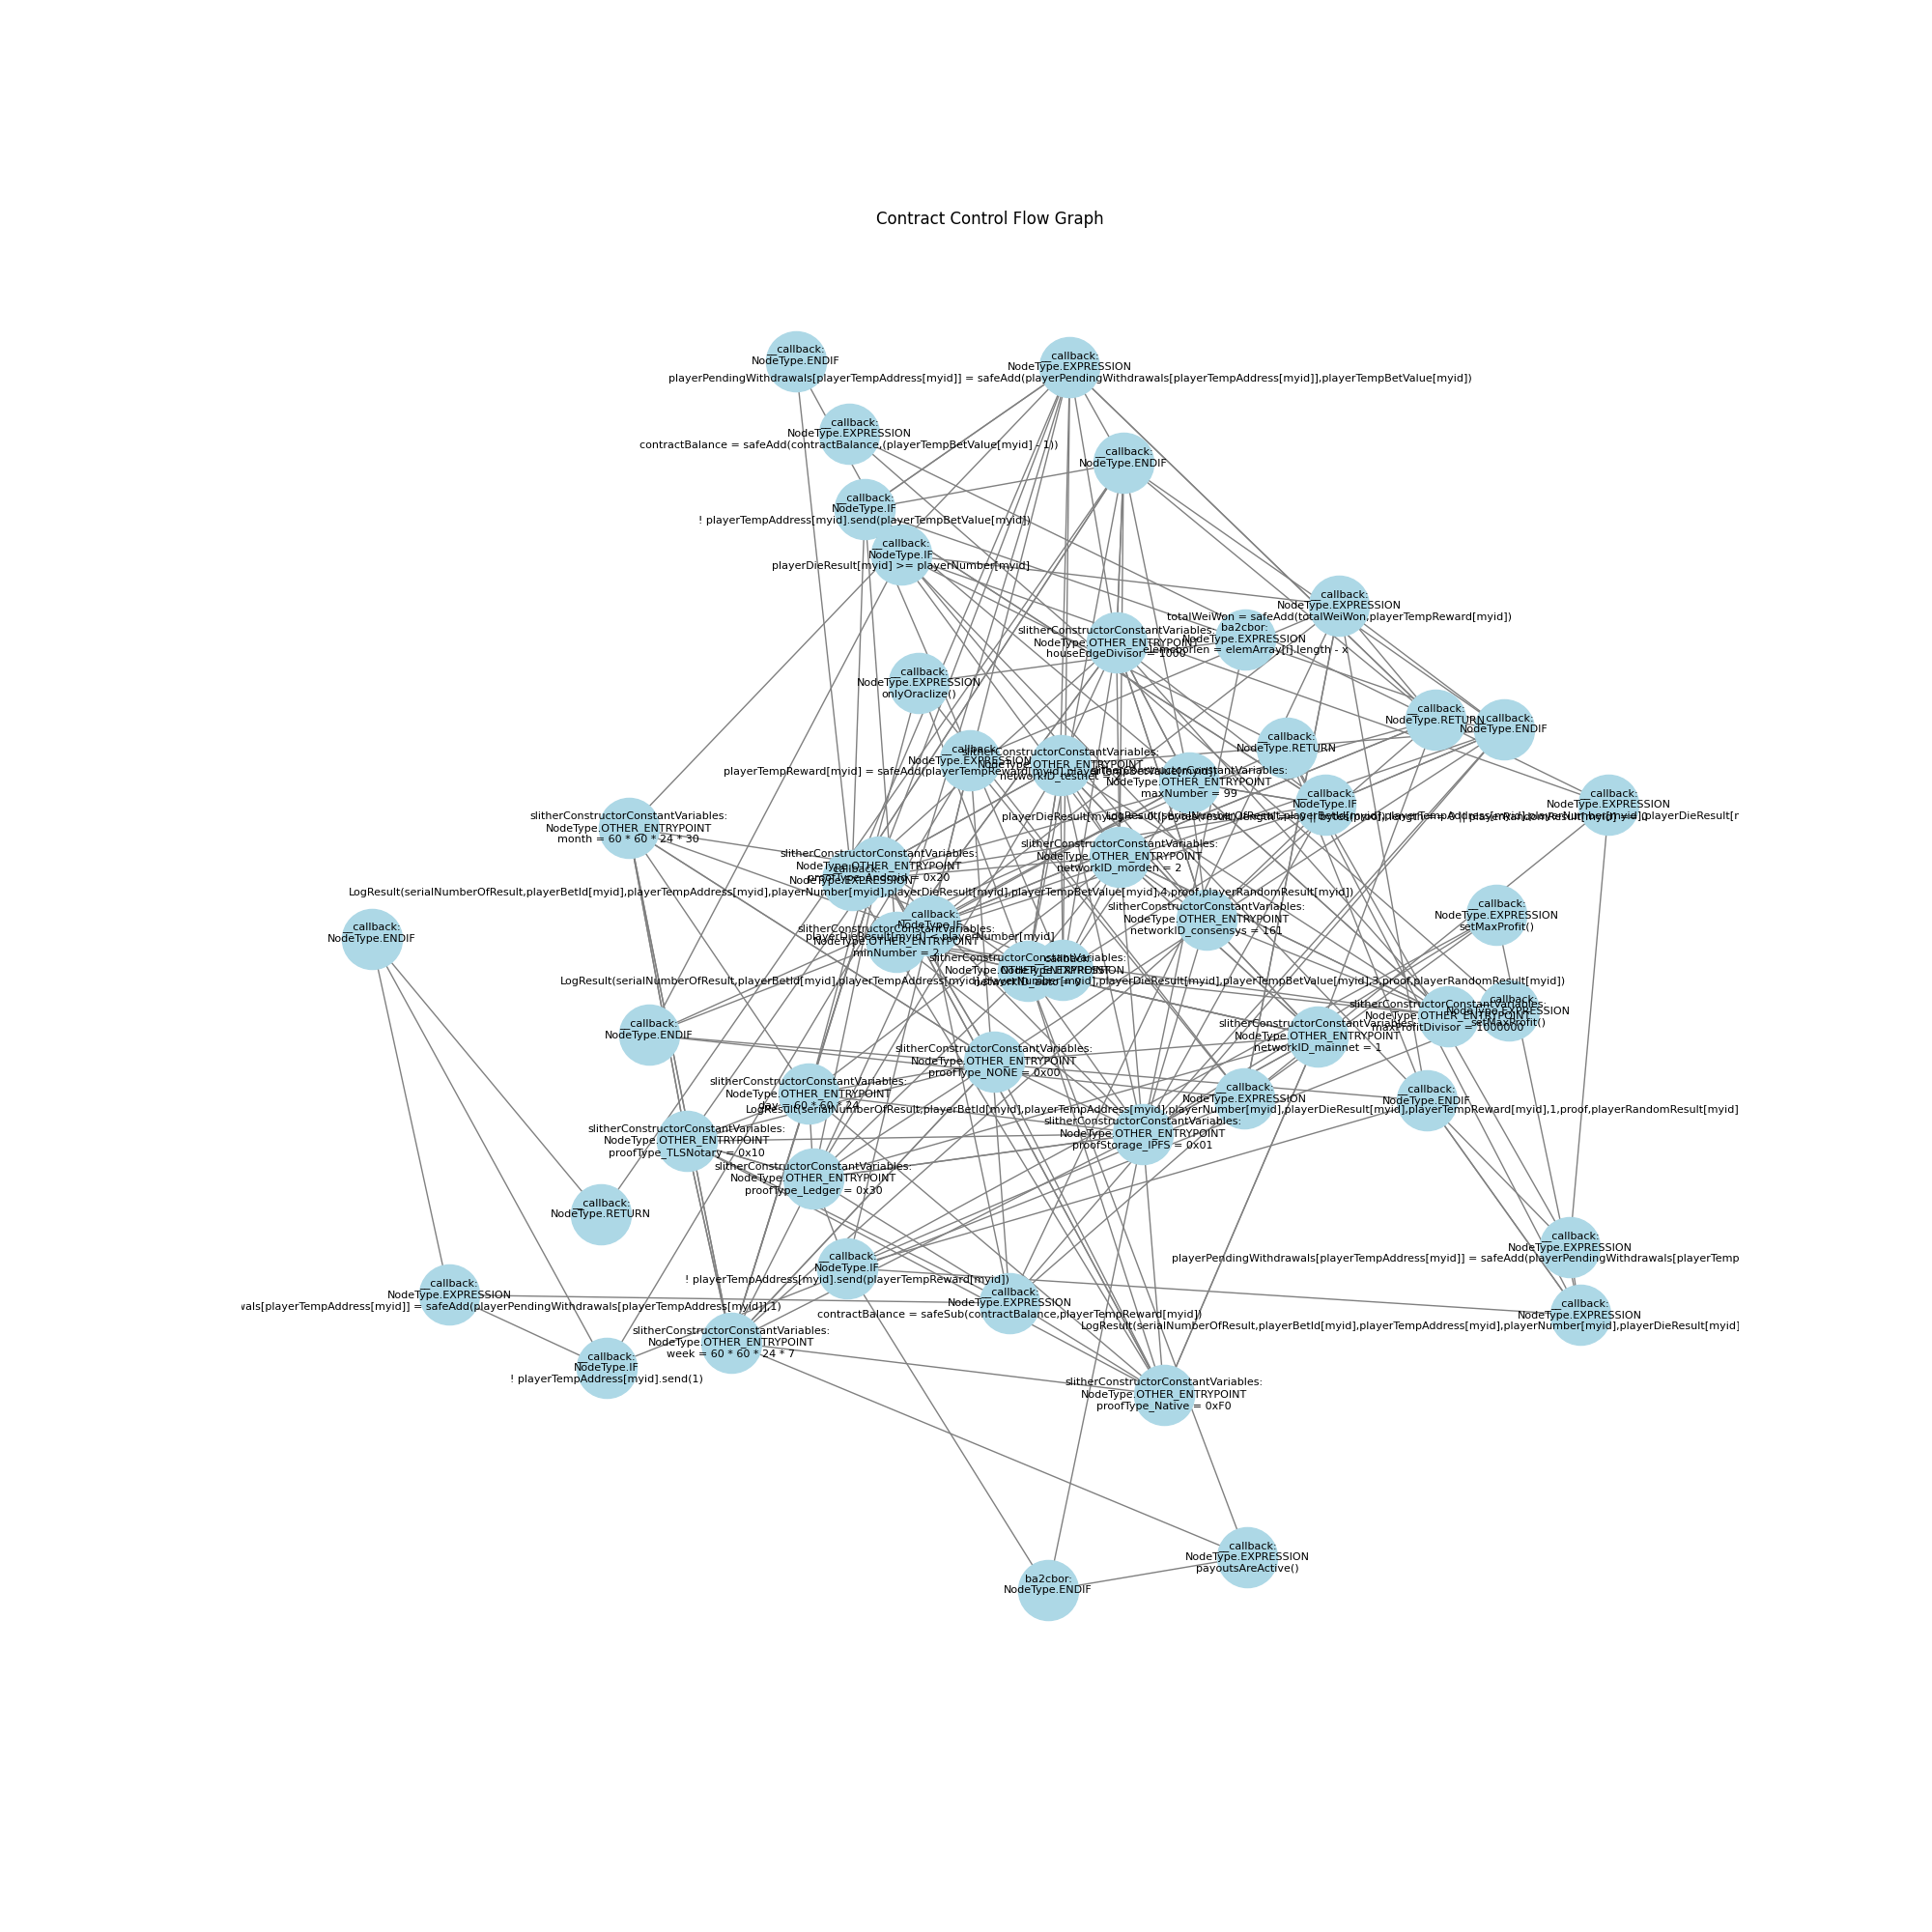 Contract Control Flow Graph
__callback:
NodeType.ENDIF
__callback:
NodeType.EXPRESSION
playerPendingWithdrawals[playerTempAddress[myid]] = safeAdd(playerPendingWithdrawals[playerTempAddress[myid]],playerTempBetValue[myid])
__callback:
NodeType.EXPRESSION
contractBalance = safeAdd(contractBalance,(playerTempBetValue[myid] - 1))
__callback:
NodeType.ENDIF
__callback:
NodeType.IF
! playerTempAddress[myid].send(playerTempBetValue[myid])
__callback:
NodeType.IF
playerDieResult[myid] >= playerNumber[myid]
__callback:
NodeType.EXPRESSION
totalWeiWon = safeAdd(totalWeiWon,playerTempReward[myid])
slitherConstructorConstantVariables:
NodeType.OTHER_ENTRYPOINT
houseEdgeDivisor = 1000
ba2cbor:
NodeType.EXPRESSION
elemcborlen = elemArray[i].length - x
__callback:
NodeType.EXPRESSION
onlyOraclize()
__callback:
NodeType.RETURN
__callback:
NodeType.ENDIF
__callback:
NodeType.RETURN
__callback:
NodeType.EXPRESSION
slitherConstructorConstantVariables:
NodeType.OTHER_ENTRYPOINT
slitherConstructorConstantVariables:
NodeType.OTHER_ENTRYPOINT
maxNumber = 99
__callback:
NodeType.IF
__callback:
NodeType.EXPRESSION
slitherConstructorConstantVariables:
NodeType.OTHER_ENTRYPOINT
month = 60 * 60 * 24 * 30
slitherConstructorConstantVariables:
NodeType.OTHER_ENTRYPOINT
networkID_morden = 2
slitherConstructorConstantVariables:
NodeType.OTHER_ENTRYPOINT
proofType_Android = 0x20
__callback:
NodeType.EXPRESSION
LogResult(serialNumberOfResult,playerBetId[myid],playerTempAddress[myid],playerNumber[myid],playerDieResult[myid],playerTempBetValue[myid],4,proof,playerRandomResult[myid])
slitherConstructorConstantVariables:
NodeType.OTHER_ENTRYPOINT
networkID_consensys = 161
__callback:
NodeType.EXPRESSION
setMaxProfit()
__callback:
NodeType.IF
playerDieResult[myid] < playerNumber[myid]
slitherConstructorConstantVariables:
NodeType.OTHER_ENTRYPOINT
minNumber = 2
__callback:
NodeType.ENDIF
slitherConstructorConstantVariables:
NodeType.OTHER_ENTRYPOINT
__callback:
NodeType.EXPRESSION
LogResult(serialNumberOfResult,playerBetId[myid],playerTempAddress[myid],playerNumber[myid],playerDieResult[myid],playerTempBetValue[myid],3,proof,playerRandomResult[myid])
slitherConstructorConstantVariables:
NodeType.OTHER_ENTRYPOINT
maxProfitDivisor = 1000000
__callback:
NodeType.EXPRESSION
setMaxProfit()
__callback:
NodeType.ENDIF
slitherConstructorConstantVariables:
NodeType.OTHER_ENTRYPOINT
networkID_mainnet = 1
slitherConstructorConstantVariables:
NodeType.OTHER_ENTRYPOINT
proofType_NONE = 0x00
slitherConstructorConstantVariables:
NodeType.OTHER_ENTRYPOINT
day = 60 * 60 * 24
__callback:
NodeType.EXPRESSION
LogResult(serialNumberOfResult,playerBetId[myid],playerTempAddress[myid],playerNumber[myid],playerDieResult[myid],playerTempReward[myid],1,proof,playerRandomResult[myid]
__callback:
NodeType.ENDIF
slitherConstructorConstantVariables:
NodeType.OTHER_ENTRYPOINT
proofStorage_IPFS = 0x01
slitherConstructorConstantVariables:
NodeType.OTHER_ENTRYPOINT
proofType_TLSNotary = 0x10
slitherConstructorConstantVariables:
NodeType.OTHER_ENTRYPOINT
proofType_Ledger = 0x30
__callback:
NodeType.RETURN
__callback:
NodeType.EXPRESSION
playerPendingWithdrawals[playerTempAddress[myid]] = safeAdd(playerPendingWithdrawals[playerTemp
__callback:
NodeType.IF
! playerTempAddress[myid].send(playerTempReward[myid])
__callback:
NodeType.EXPRESSION
wals[playerTempAddress[myid]] = safeAdd(playerPendingWithdrawals[playerTempAddress[myid]],1)
__callback:
NodeType.EXPRESSION
contractBalance = safeSub(contractBalance,playerTempReward[myid])
__callback:
NodeType.EXPRESSION
LogResult(serialNumberOfResult,playerBetId[myid],playerTempAddress[myid],playerNumber[myid],playerDieResult[myid]
slitherConstructorConstantVariables:
NodeType.OTHER_ENTRYPOINT
week = 60 * 60 * 24 * 7
__callback:
NodeType.IF
! playerTempAddress[myid].send(1)
slitherConstructorConstantVariables:
NodeType.OTHER_ENTRYPOINT
proofType_Native = 0xF0
__callback:
NodeType.EXPRESSION
payoutsAreActive()
ba2cbor:
NodeType.ENDIF